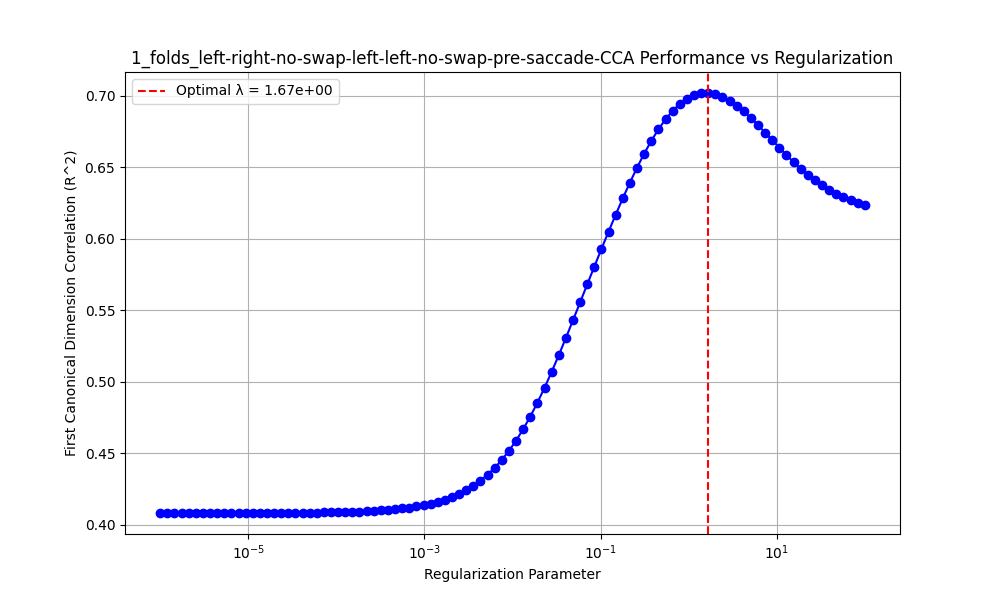 1_folds_left-right-no-swap-left-left-no-swap-pre-saccade-CCA Performance vs Regularization
Optimal λ = 1.67e+00
First Canonical Dimension Correlation (R^2)
0.70
0.65
0.60
0.55
0.50
0.45
0.40
10⁻⁵
10⁻³
10⁻¹
10¹
Regularization Parameter